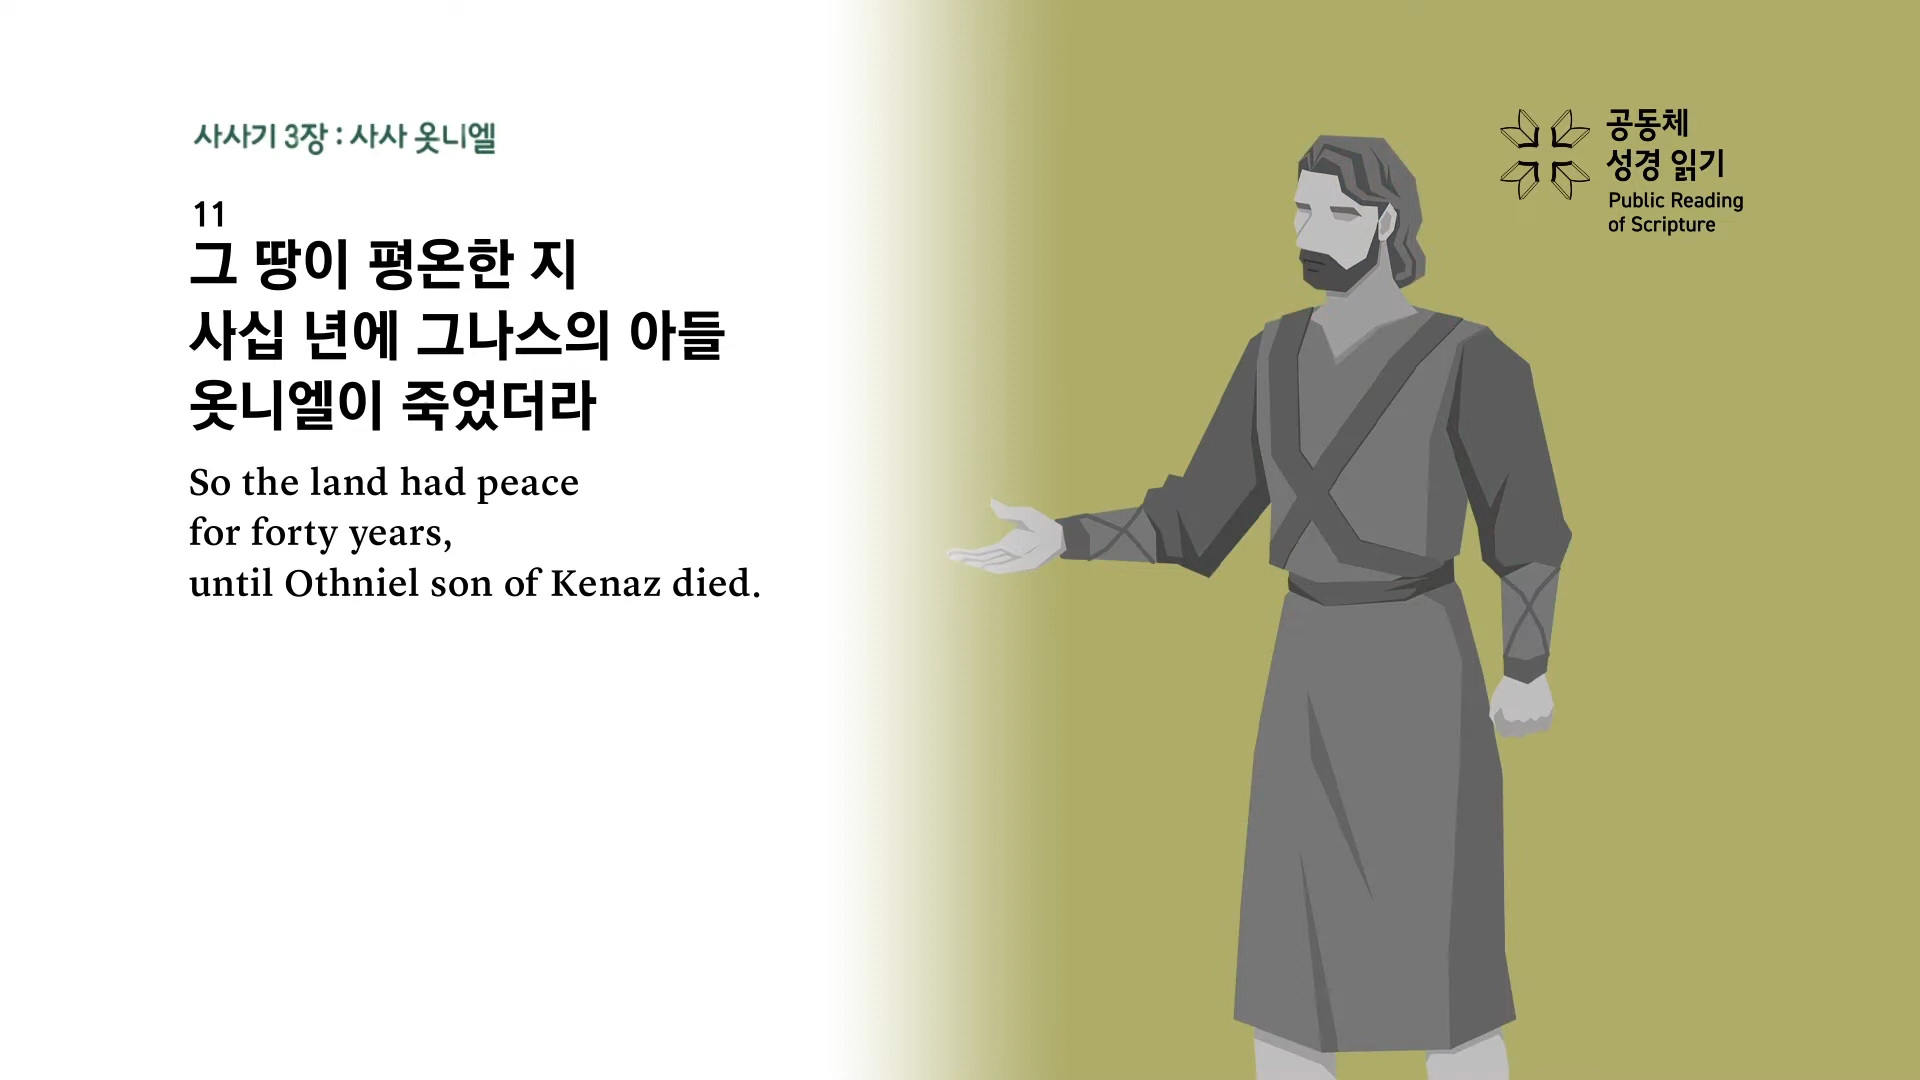 사사기 3장 : 사사 옷니엘
11
그 땅이 평온한 지
사십 년에 그나스의 아들
옷니엘이 죽었더라
So the land had peace
for forty years,
until Othniel son of Kenaz died.
공동체
성경 읽기
Public Reading
of Scripture